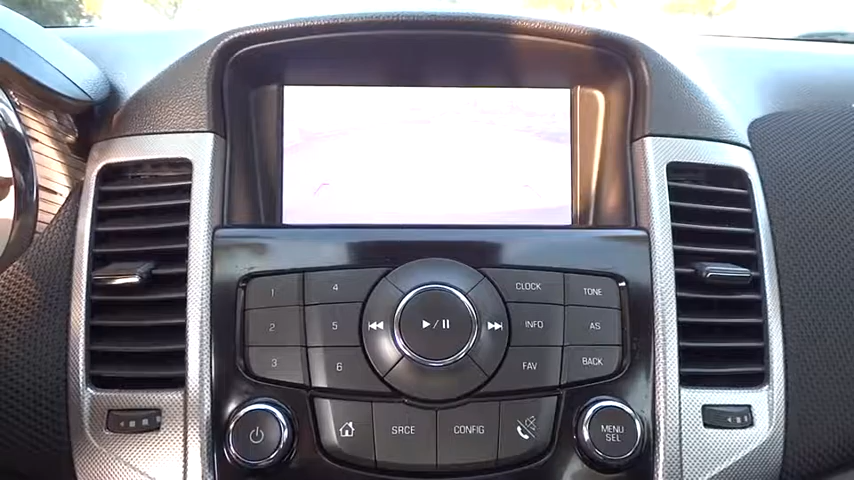 1 4 CLOCK TONE
2 5 INFO AS
3 6 FAV BACK
SRCE CONFIG
MENU
SEL